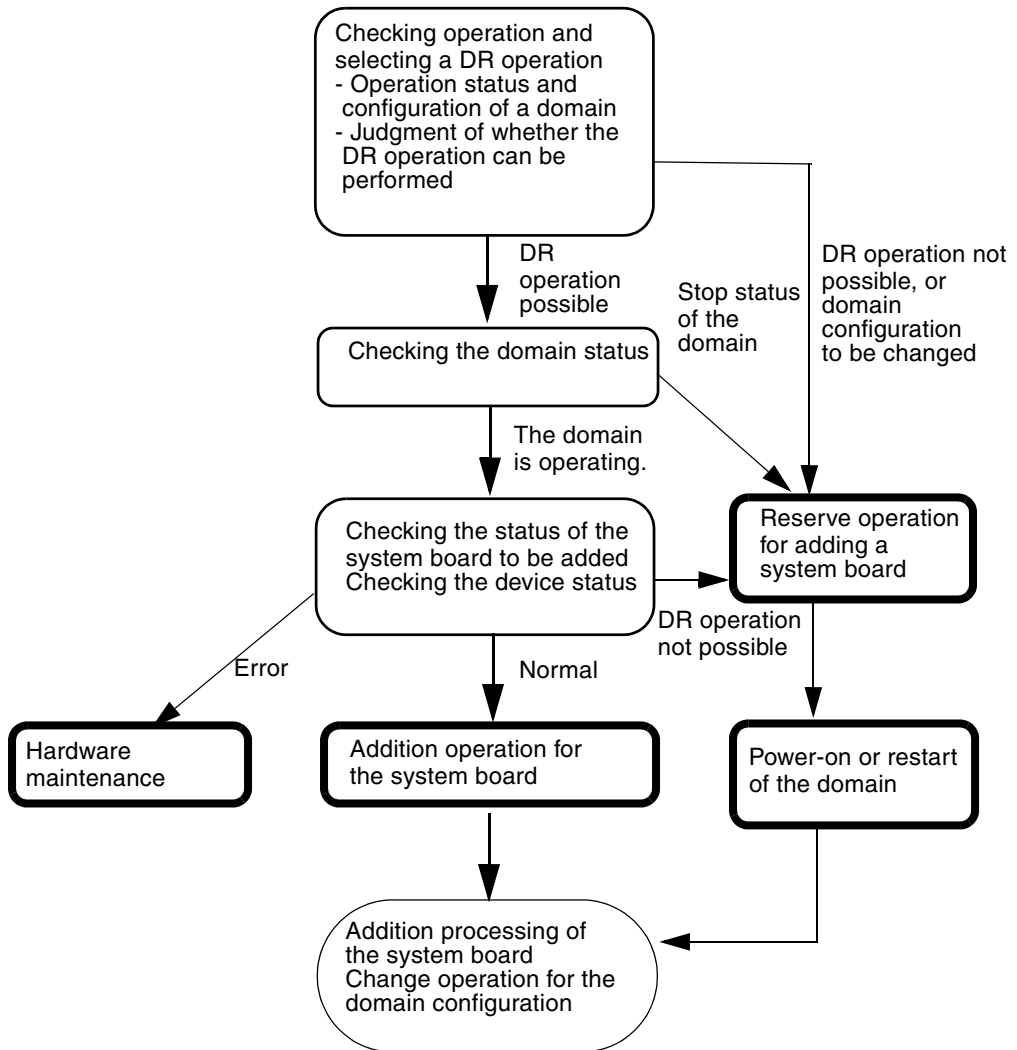 Checking operation and
selecting a DR operation
- Operation status and
configuration of a domain
- Judgment of whether the
DR operation can be
performed
DR
operation
possible
Stop status
of the
domain
DR operation not
possible, or
domain
configuration
to be changed
Checking the domain status
The domain
is operating.
Checking the status of the
system board to be added
Checking the device status
Reserve operation
for adding a
system board
DR operation
not possible
Error
Normal
Hardware
maintenance
Addition operation for
the system board
Power-on or restart
of the domain
Addition processing of
the system board
Change operation for the
domain configuration